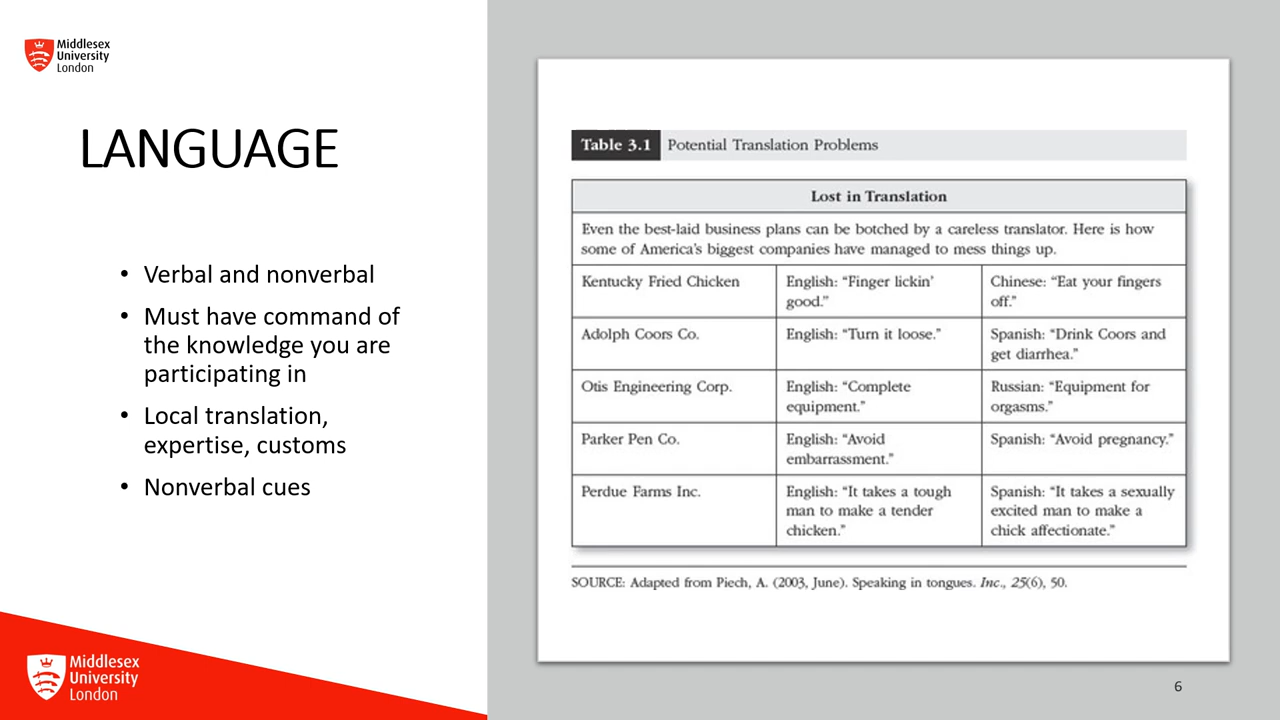 Middlesex
University
London
LANGUAGE
• Verbal and nonverbal
• Must have command of
the knowledge you are
participating in
• Local translation,
expertise, customs
• Nonverbal cues
Middlesex
University
London
Table 3.1 Potential Translation Problems
Lost in Translation
Even the best-laid business plans can be botched by a careless translator. Here is how
some of America's biggest companies have managed to mess things up.
Kentucky Fried Chicken English: “Finger lickin’ Chinese: “Eat your fingers
good.” off.”
Adolph Coors Co. English: “Turn it loose.” Spanish: “Drink Coors and
get diarrhea.”
Otis Engineering Corp. English: “Complete Russian: “Equipment for
equipment.” orgasms.”
Parker Pen Co. English: “Avoid Spanish: “Avoid pregnancy.”
embarrassment.”
Perdue Farms Inc. English: “It takes a tough Spanish: “It takes a sexually
man to make a tender excited man to make a
chicken.” chick affectionate.”
SOURCE: Adapted from Piech, A. (2003, June). Speaking in tongues. Inc., 25(6), 50.
6